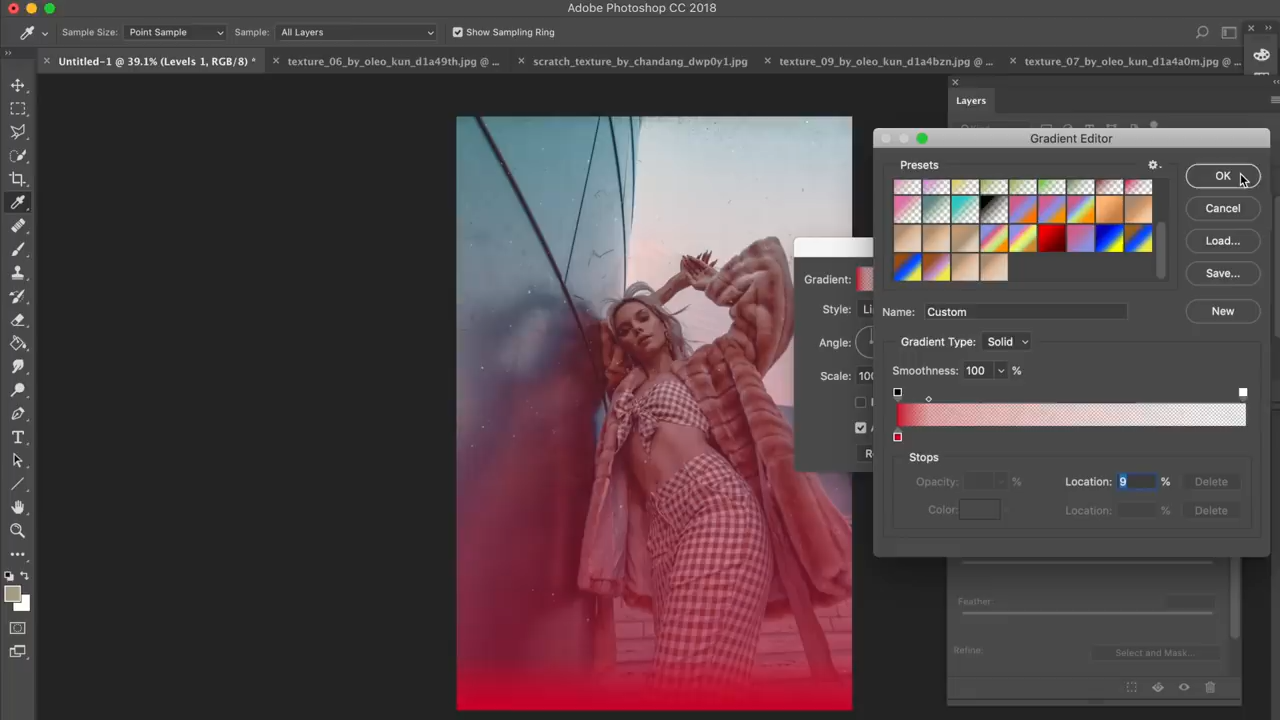 Adobe Photoshop CC 2018
Sample Size: Point Sample Sample: All Layers Show Sampling Ring
Untitled-1 @ 39.1% (Levels 1, RGB/8) * texture_06_by_oleo_kun_d1a49th.jpg @ ... scratch_texture_by_chandang_dwp0y1.jpg texture_09_by_oleo_kun_d1a4bzn.jpg @ ... texture_07_by_oleo_kun_d1a4a0m.jpg @ ...
Layers
Gradient Editor
Presets
OK
Cancel
Load...
Save...
New
Gradient:
Style: Li
Angle:
Scale: 100
Name: Custom
Gradient Type: Solid
Smoothness: 100 %
Stops
Opacity: % Location: 9 % Delete
Color: Location: % Delete
Feather:
Refine: Select and Mask...